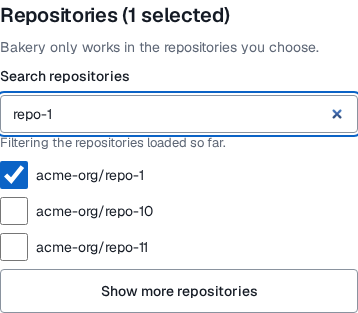 Repositories (1 selected)
Bakery only works in the repositories you choose.
Search repositories
repo-1
Filtering the repositories loaded so far.
acme-org/repo-1
acme-org/repo-10
acme-org/repo-11
Show more repositories